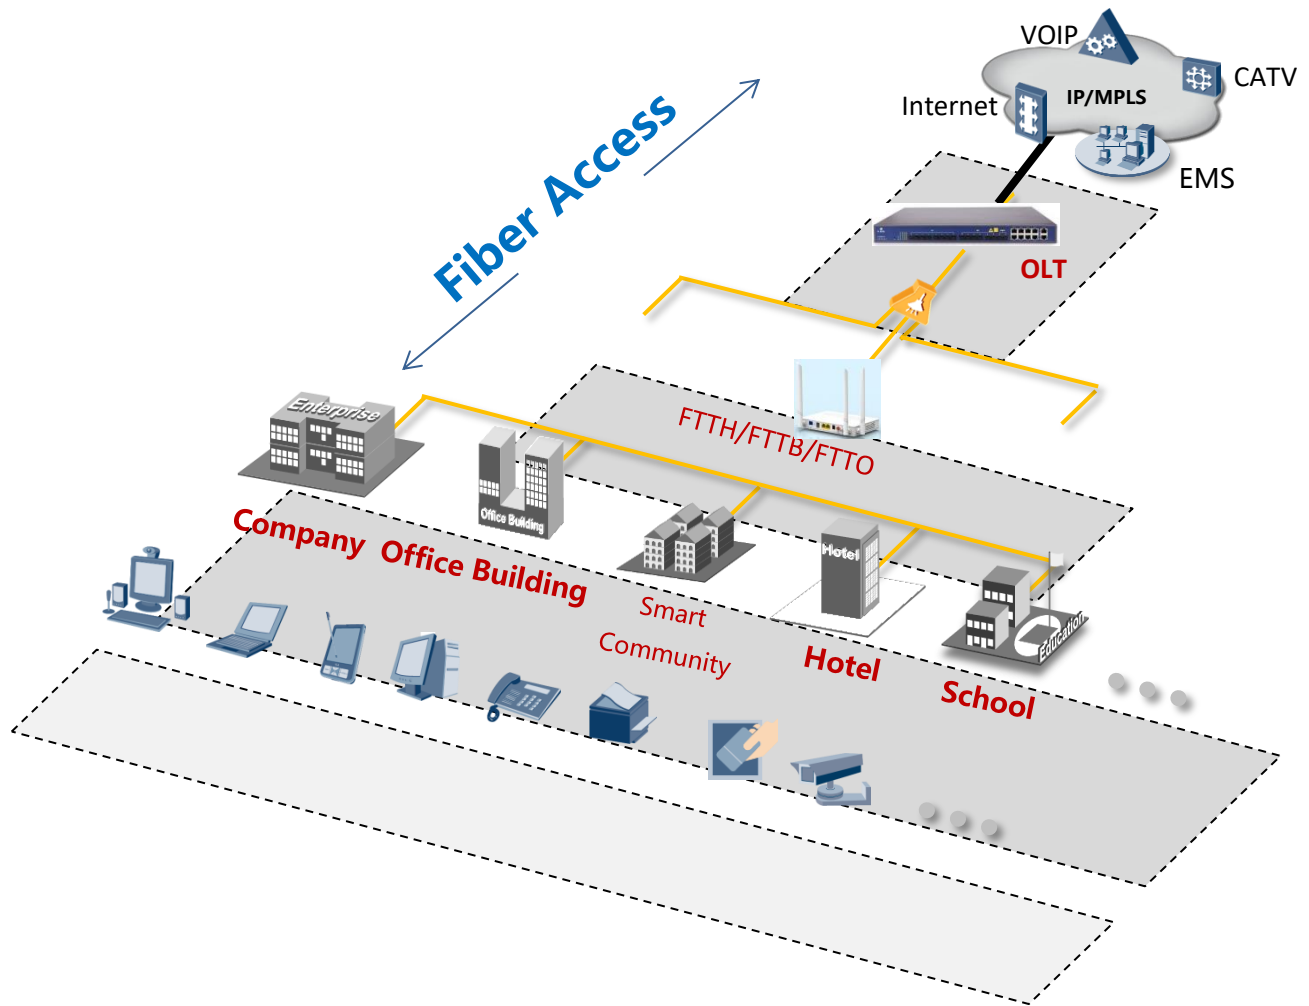 VOIP
CATV
IP/MPLS
Internet
EMS
Fiber Access
OLT
FTTH/FTTB/FTTO
Enterprise
Office Building
Hotel
Education
Company
Office Building
Smart
Community
Hotel
School